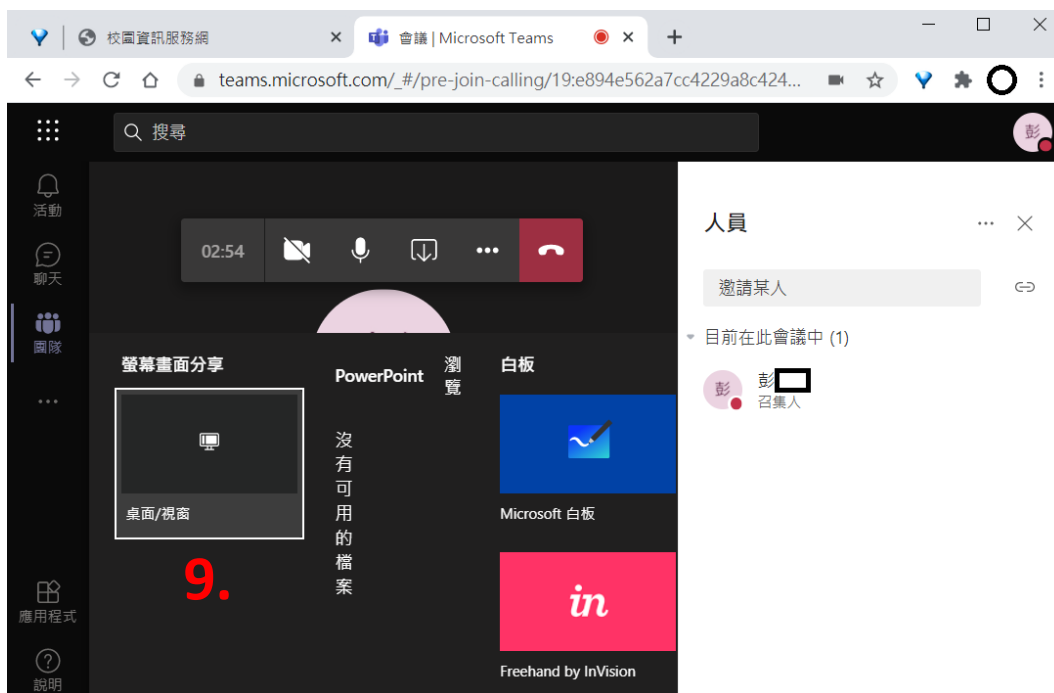 校園資訊服務網
會議 | Microsoft Teams
teams.microsoft.com/_#/pre-join-calling/19:e894e562a7cc4229a8c424...
搜尋
彭
活動
聊天
團隊
應用程式
說明
02:54
螢幕畫面分享
桌面/視窗
9.
PowerPoint
瀏覽
沒有可用的檔案
白板
Microsoft 白板
in
Freehand by InVision
人員
邀請某人
目前在此會議中 (1)
彭
彭
召集人